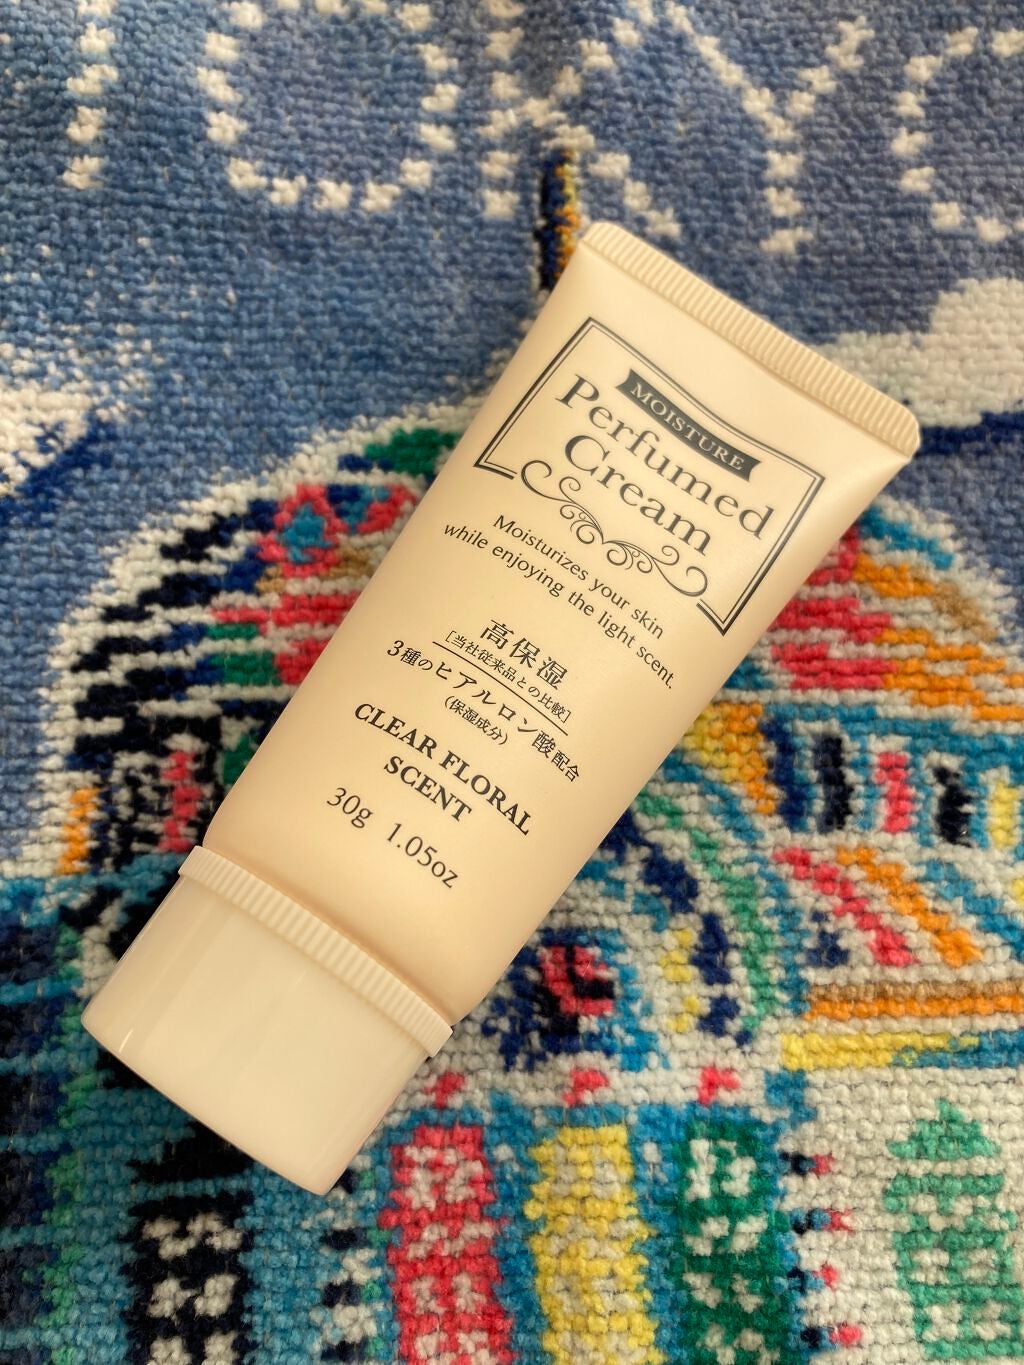 TOKYO
MOISTURE
Perfumed
Cream
Moisturizes your skin
while enjoying the light scent.
高保湿
[当社従来品との比較]
3種のヒアルロン酸配合
(保湿成分)
CLEAR FLORAL
SCENT
30g 1.05oz